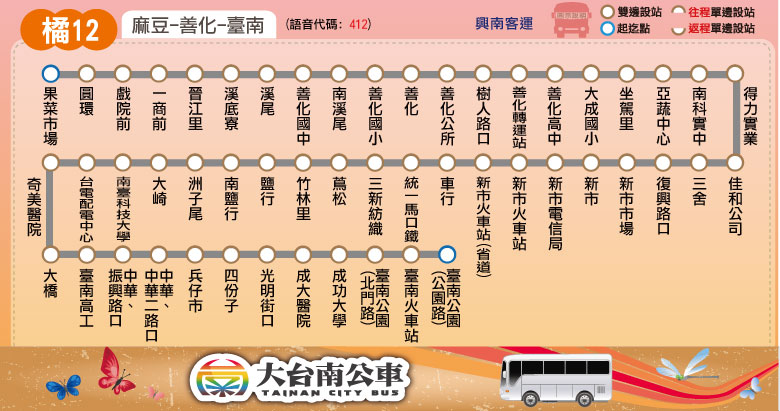 橘12
麻豆-善化-臺南
(語音代碼: 412)
興南客運
雙邊設站
往程單邊設站
起迄點
返程單邊設站
果菜市場
圓環
戲院前
一商前
晉江里
溪底寮
溪尾
善化國中
南溪尾
善化國小
善化
善化公所
樹人路口
善化轉運站
善化高中
大成國小
坐駕里
亞蔬中心
南科實中
得力實業
奇美醫院
台電配電中心
南臺科技大學
大崎
洲子尾
南鹽行
鹽行
竹林里
蔦松
三新紡織
統一馬口鐵
車行
新市火車站(省道)
新市火車站
新市電信局
新市
新市市場
復興路口
三舍
佳和公司
大橋
臺南高工
中華、
振興路口
中華、
中華二路口
兵仔市
四份子
光明街口
成大醫院
成功大學
臺南公園
(北門路)
臺南火車站
臺南公園
(公園路)
大台南公車
TAINAN CITY BUS